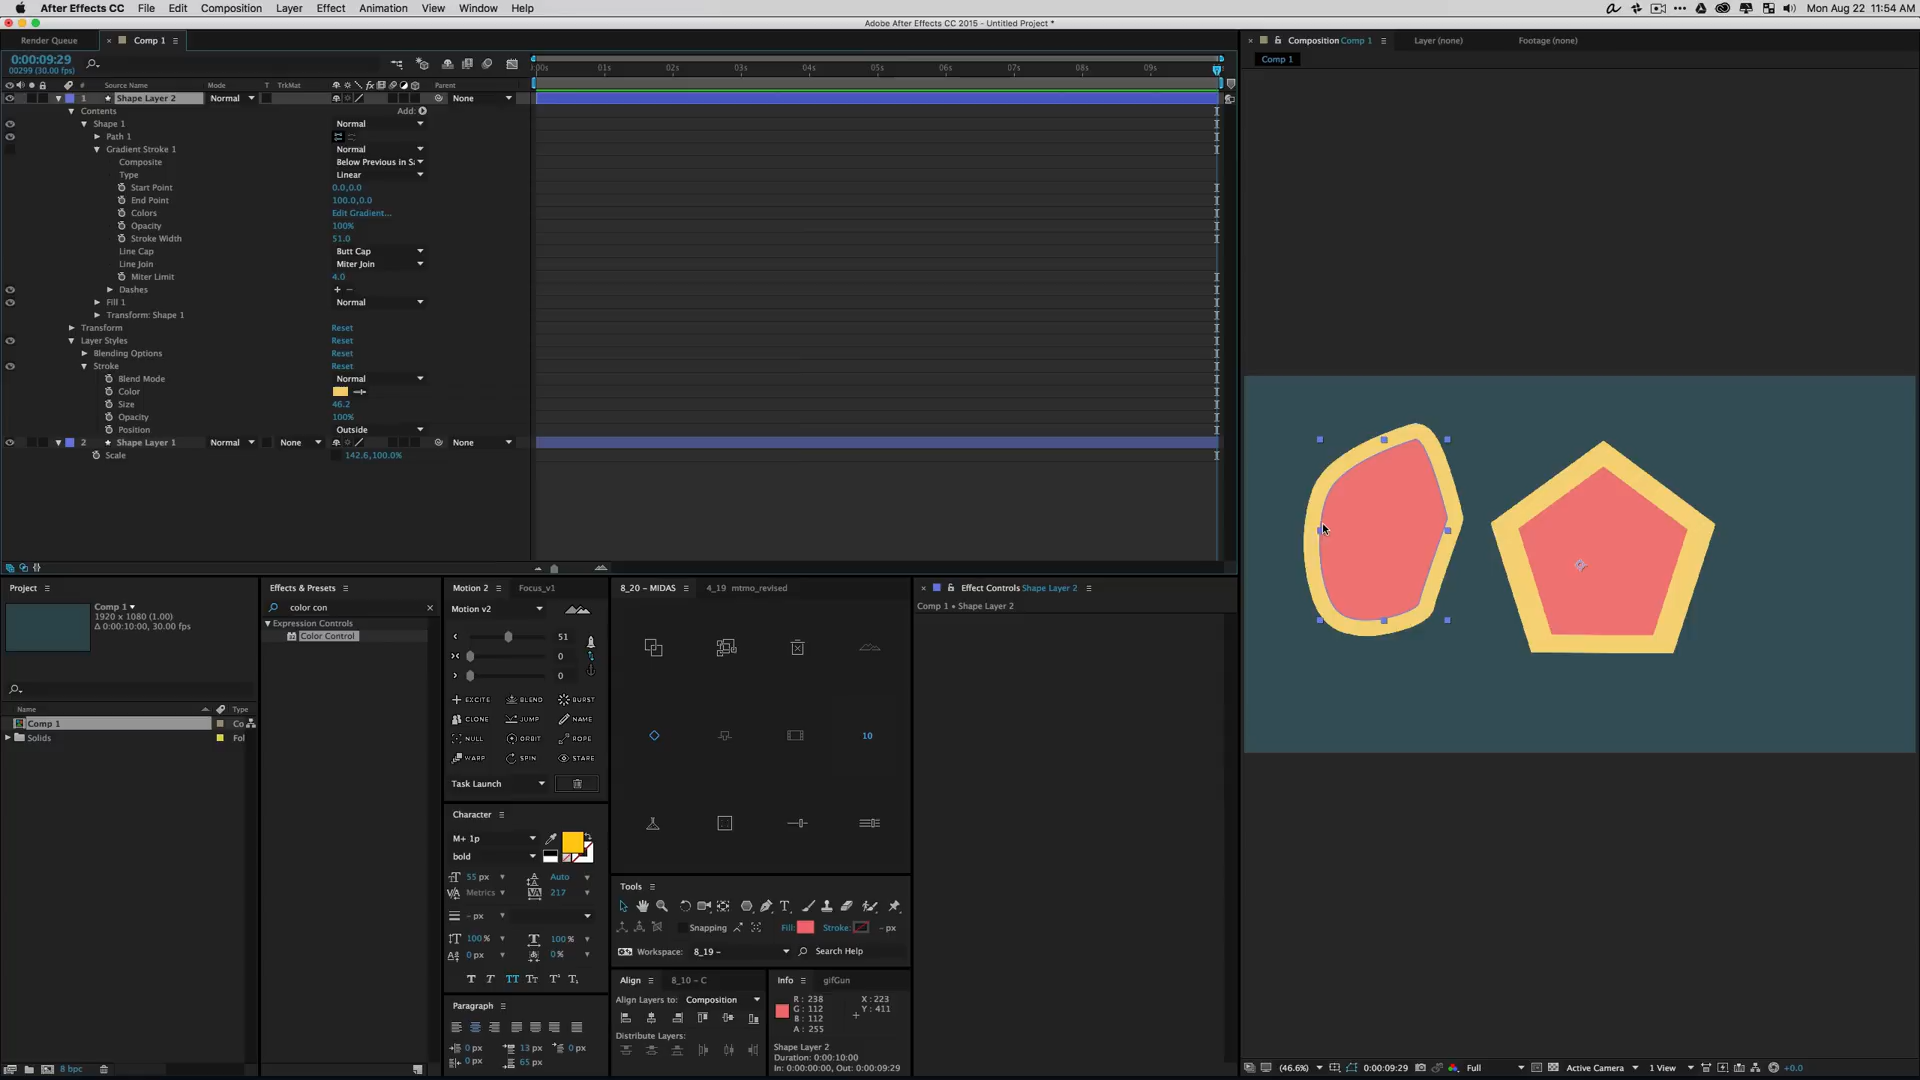 After Effects CC File Edit Composition Layer Effect Animation View Window Help
Mon Aug 22 11:54 AM
Adobe After Effects CC 2015 - Untitled Project *
Render Queue × Comp 1
0:00:09:29
00299 (30.00 fps)
:00s 01s 02s 03s 04s 05s 06s 07s 08s 09s
# Source Name Mode T TrkMat Parent
1 Shape Layer 2 Normal None
Contents Add:
Shape 1 Normal
Path 1
Gradient Stroke 1 Normal
Composite Below Previous in Sa
Type Linear
Start Point 0.0,0.0
End Point 100.0,0.0
Colors Edit Gradient...
Opacity 100%
Stroke Width 51.0
Line Cap Butt Cap
Line Join Miter Join
Miter Limit 4.0
Dashes + −
Fill 1 Normal
Transform: Shape 1
Transform Reset
Layer Styles Reset
Blending Options Reset
Stroke Reset
Blend Mode Normal
Color
Size 46.2
Opacity 100%
Position Outside
2 Shape Layer 1 Normal None None
Scale 142.6,100.0%
× Composition Comp 1 Layer (none) Footage (none)
Comp 1
Project
Comp 1
1920 x 1080 (1.00)
Δ 0:00:10:00, 30.00 fps
Name Type
Comp 1 Co
Solids Fol
8 bpc
Effects & Presets
color con
Expression Controls
Color Control
Motion 2 Focus_v1
Motion v2
51
0
0
EXCITE BLEND BURST
CLONE JUMP NAME
NULL ORBIT ROPE
WARP SPIN STARE
Task Launch
Character
M+ 1p
bold
55 px Auto
Metrics 217
- px
100 % 100 %
0 px 0 %
T T TT Tт T¹ T₁
Paragraph
0 px 13 px 0 px
0 px 65 px
8_20 - MIDAS 4_19 mtmo_revised
10
Tools
Snapping Fill: Stroke: - px
Workspace: 8_19 - Search Help
Align 8_10 - C
Align Layers to: Composition
Distribute Layers:
Info gifGun
R : 238
G : 112
B : 112
A : 255
X : 223
Y : 411
Shape Layer 2
Duration: 0:00:10:00
In: 0:00:00:00, Out: 0:00:09:29
× Effect Controls Shape Layer 2
Comp 1 • Shape Layer 2
(46.6%) 0:00:09:29 Full Active Camera 1 View +0.0